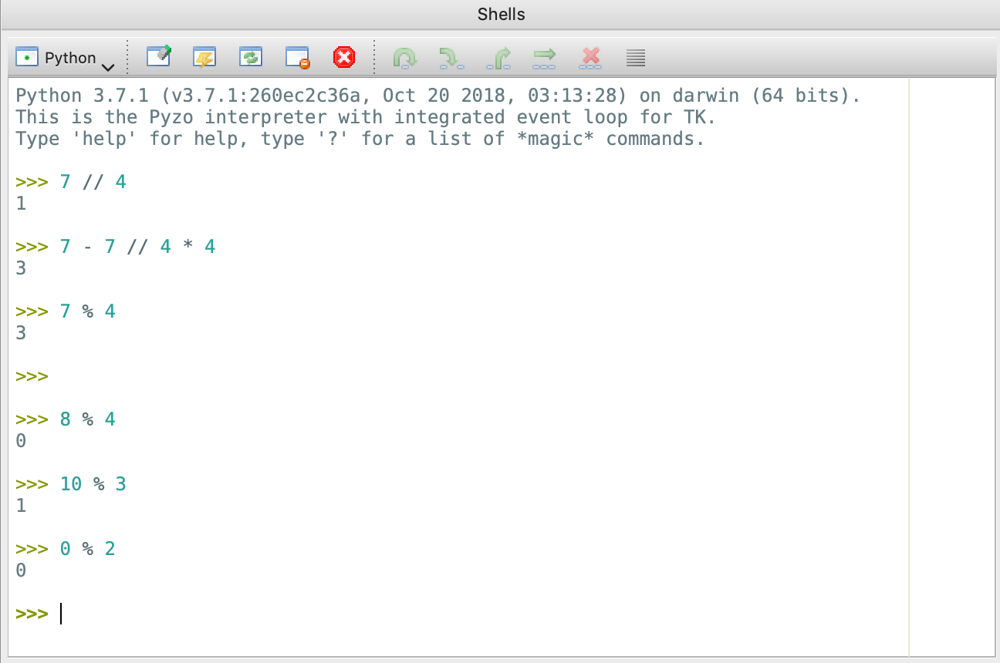 Shells
Python
Python 3.7.1 (v3.7.1:260ec2c36a, Oct 20 2018, 03:13:28) on darwin (64 bits).
This is the Pyzo interpreter with integrated event loop for TK.
Type 'help' for help, type '?' for a list of *magic* commands.
>>> 7 // 4
1
>>> 7 - 7 // 4 * 4
3
>>> 7 % 4
3
>>>
>>> 8 % 4
0
>>> 10 % 3
1
>>> 0 % 2
0
>>>